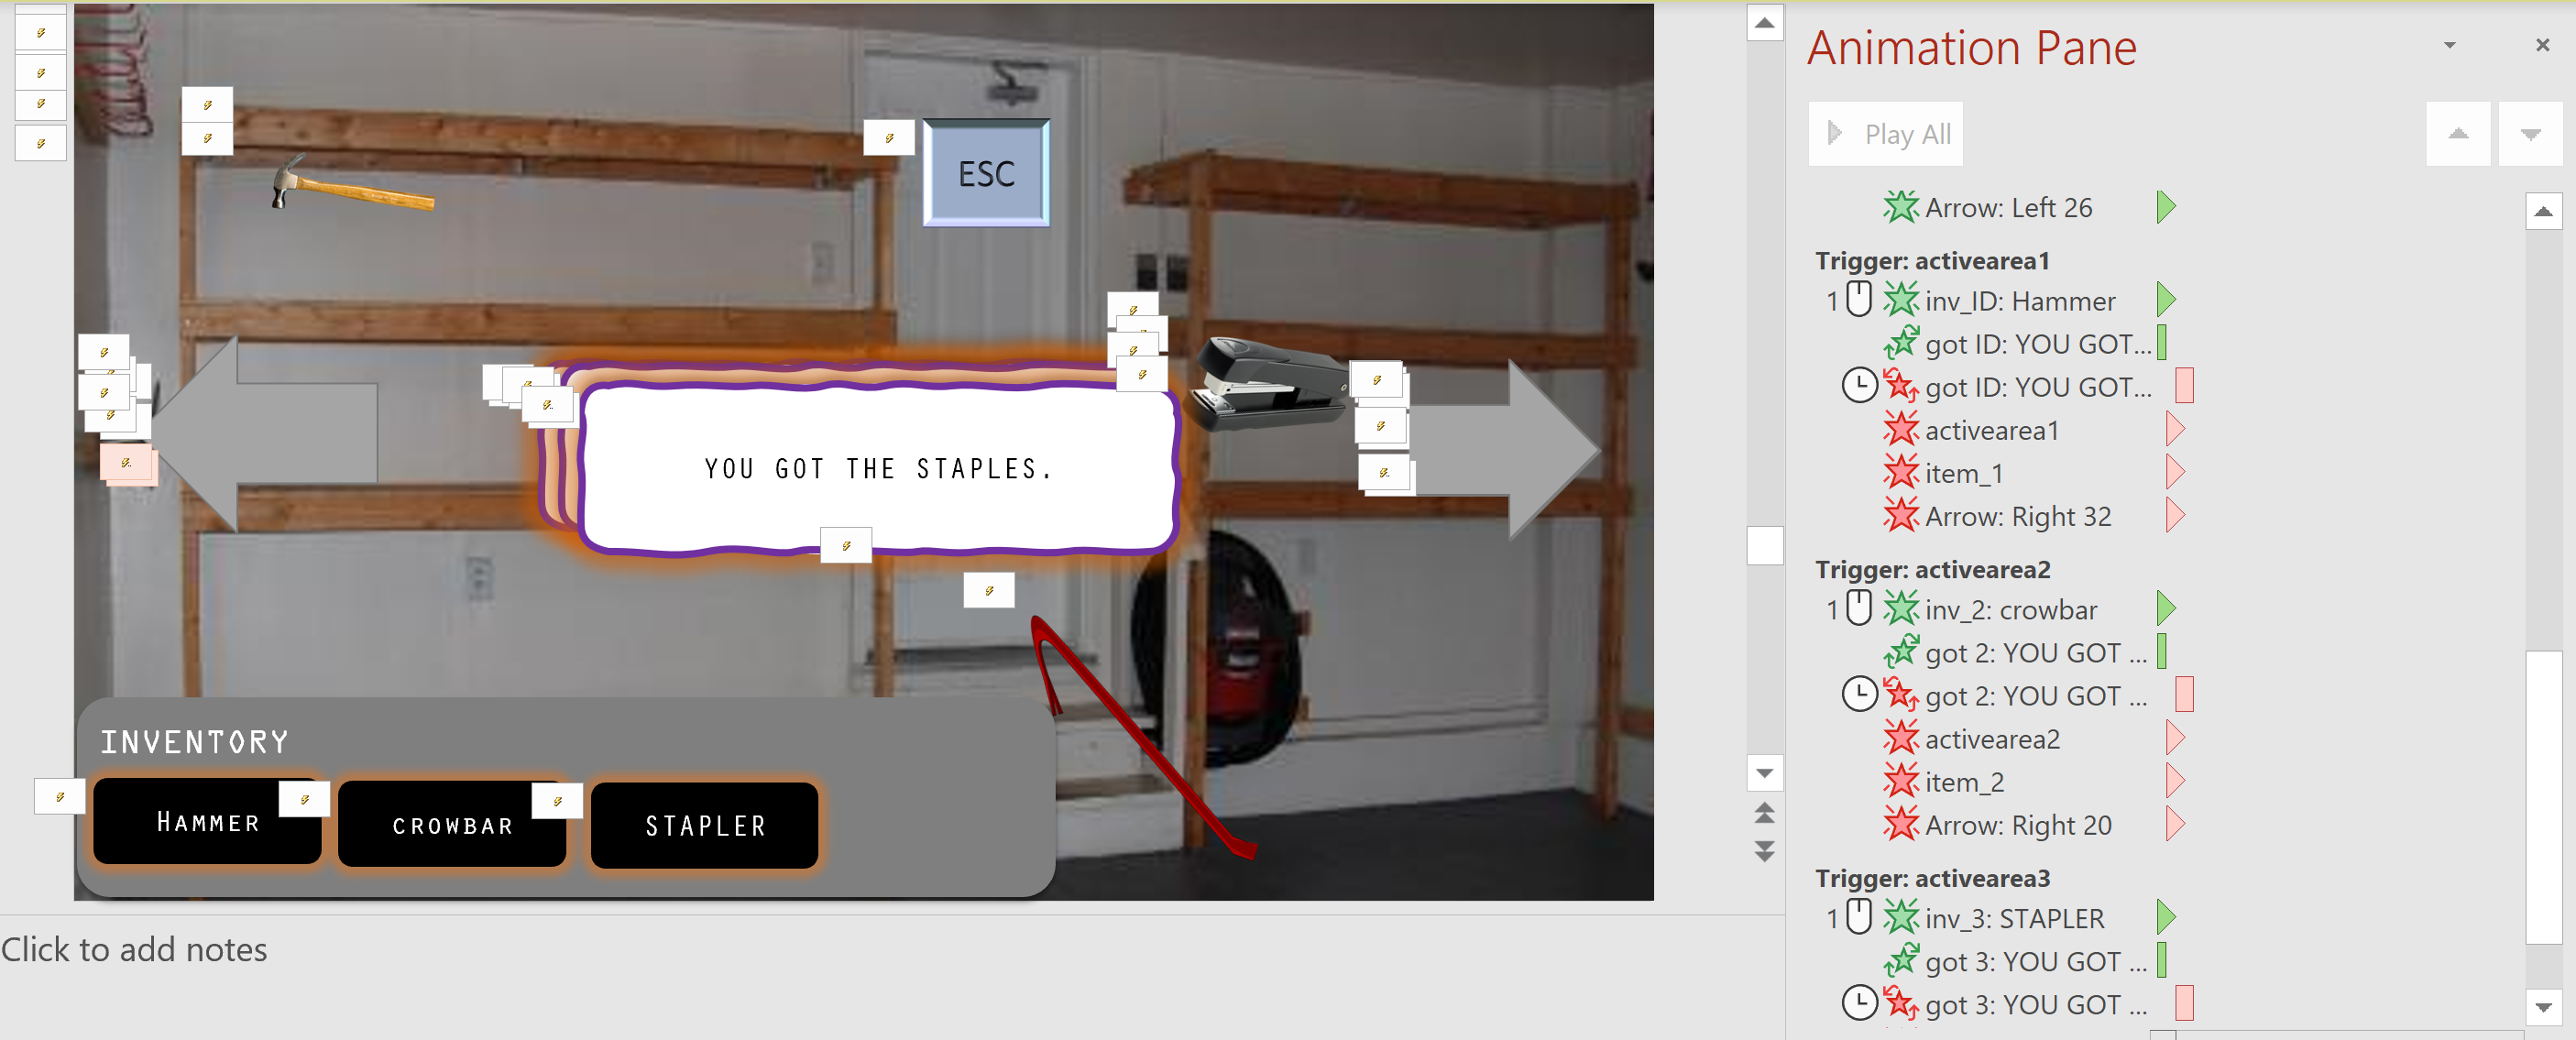 ESC
YOU GOT THE STAPLES.
INVENTORY
HAMMER
CROWBAR
STAPLER
Click to add notes
Animation Pane
Play All
Arrow: Left 26
Trigger: activearea1
1 inv_ID: Hammer
got ID: YOU GOT...
got ID: YOU GOT...
activearea1
item_1
Arrow: Right 32
Trigger: activearea2
1 inv_2: crowbar
got 2: YOU GOT ...
got 2: YOU GOT ...
activearea2
item_2
Arrow: Right 20
Trigger: activearea3
1 inv_3: STAPLER
got 3: YOU GOT ...
got 3: YOU GOT ...